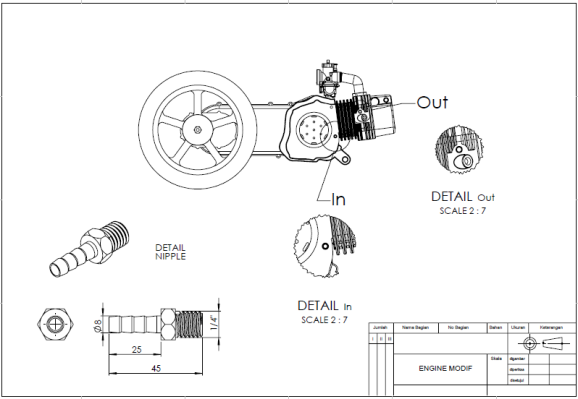 Out
In
DETAIL Out
SCALE 2 : 7
DETAIL
NIPPLE
DETAIL In
SCALE 2 : 7
Ø8
1/4"
25
45
Jumlah Nama Bagian No Bagian Bahan Ukuran Keterangan
I II III
ENGINE MODIF
Skala
digambar
diperiksa
disetujui